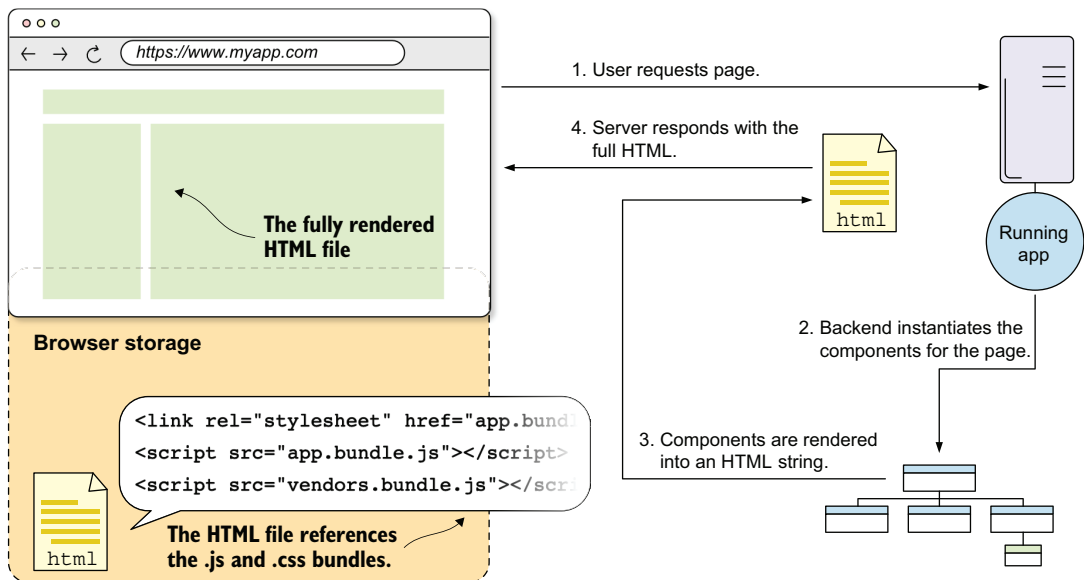 https://www.myapp.com
1. User requests page.
4. Server responds with the
full HTML.
html
Running
app
The fully rendered
HTML file
2. Backend instantiates the
components for the page.
Browser storage
<link rel="stylesheet" href="app.bundl
<script src="app.bundle.js"></script>
<script src="vendors.bundle.js"></scri
3. Components are rendered
into an HTML string.
html
The HTML file references
the .js and .css bundles.